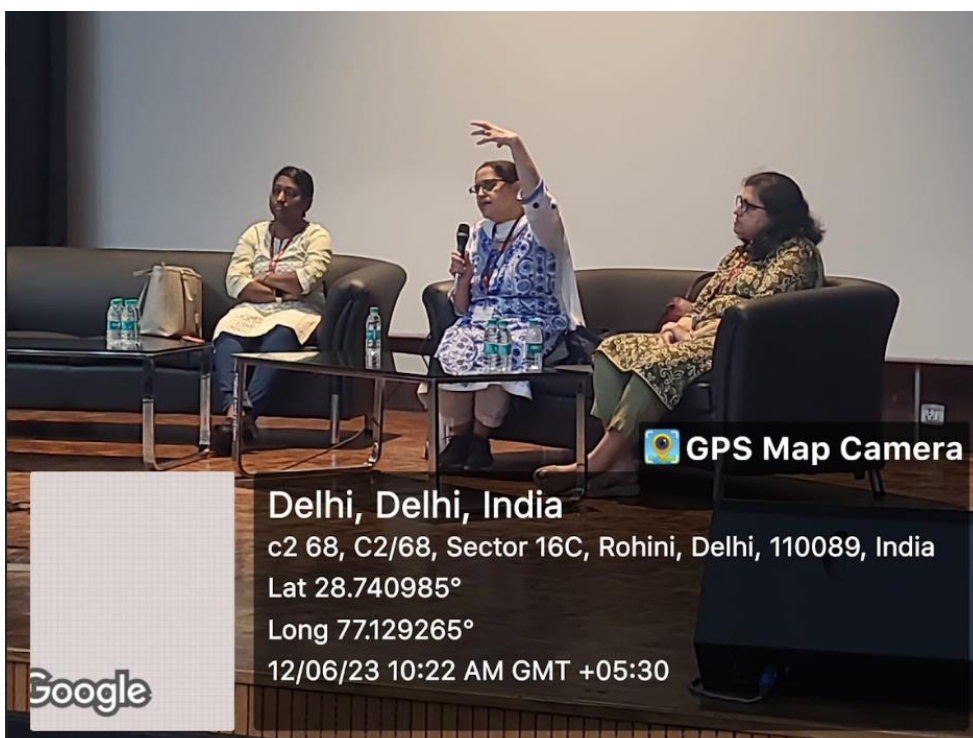 GPS Map Camera
Delhi, Delhi, India
c2 68, C2/68, Sector 16C, Rohini, Delhi, 110089, India
Lat 28.740985°
Long 77.129265°
12/06/23 10:22 AM GMT +05:30
Google